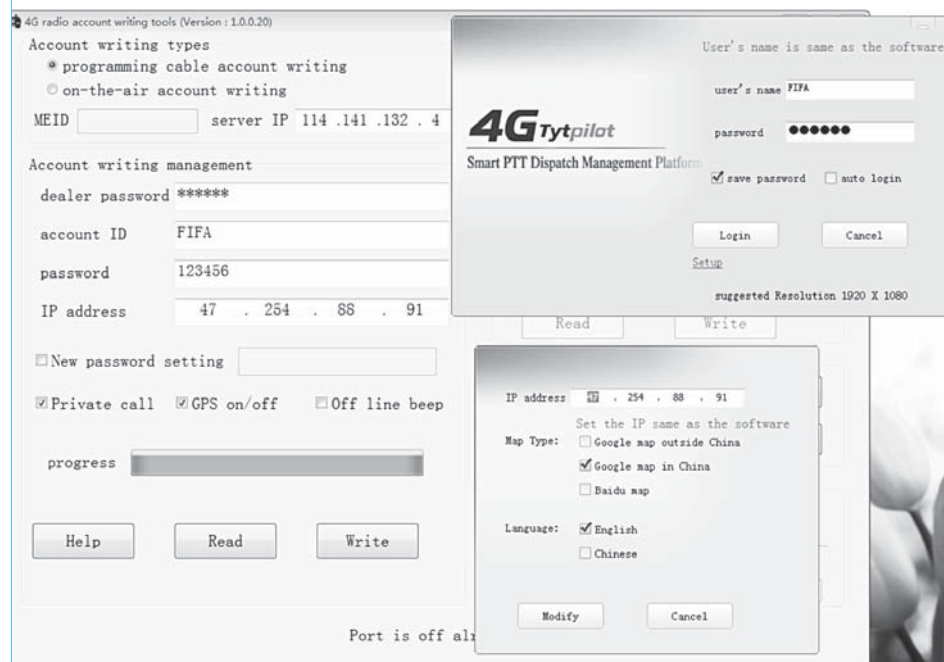 4G radio account writing tools (Version : 1.0.0.20)
Account writing types
programming cable account writing
on-the-air account writing
MEID
server IP 114 .141 .132 . 4
Account writing management
dealer password ******
account ID FIFA
password 123456
IP address 47 . 254 . 88 . 91
New password setting
Private call GPS on/off Off line beep
progress
Help Read Write
Port is off
User's name is same as the software
user's name FIFA
4G Tytpilot
Smart PTT Dispatch Management Platform
password ●●●●●●
save password auto login
Login Cancel
Setup
suggested Resolution 1920 X 1080
Read Write
IP address 47 . 254 . 88 . 91
Set the IP same as the software
Map Type: Google map outside China
Google map in China
Baidu map
Language: English
Chinese
Modify Cancel